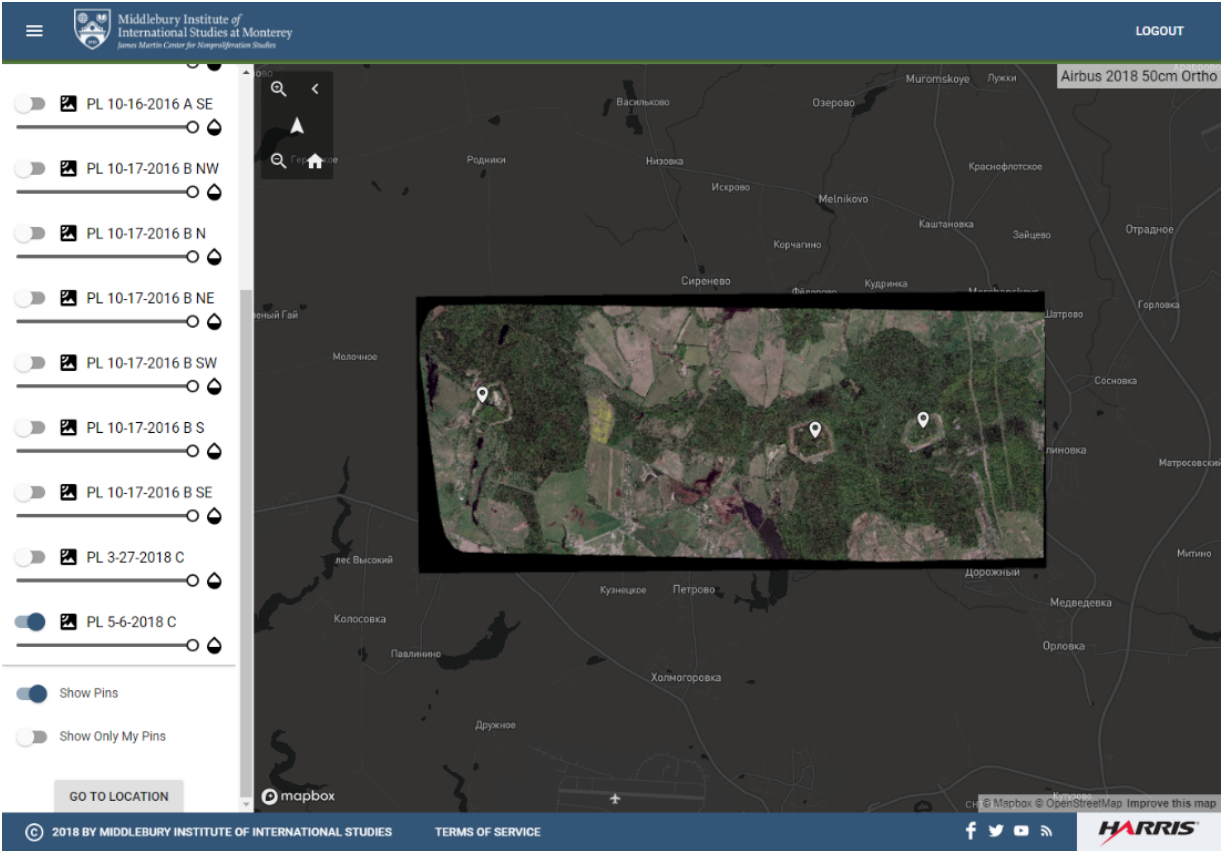 Middlebury Institute of
International Studies at Monterey
James Martin Center for Nonproliferation Studies
LOGOUT
PL 10-16-2016 A SE
PL 10-17-2016 B NW
PL 10-17-2016 B N
PL 10-17-2016 B NE
PL 10-17-2016 B SW
PL 10-17-2016 B S
PL 10-17-2016 B SE
PL 3-27-2018 C
PL 5-6-2018 C
Show Pins
Show Only My Pins
GO TO LOCATION
Airbus 2018 50cm Ortho
Muromskoye
Лужки
Васильково
Озерово
Родники
Низовка
Краснофлотское
Искрово
Melnikovo
Каштановка
Зайцево
Отрадное
Корчагино
Сиренево
Кудринка
Горловка
Шатрово
Молочное
Сосновка
Матросовский
Митино
лес Высокий
Кузнецкое
Петрово
Дорожный
Медведевка
Колосовка
Орловка
Павлинино
Холмогоровка
Дружное
mapbox
© Mapbox © OpenStreetMap Improve this map
© 2018 BY MIDDLEBURY INSTITUTE OF INTERNATIONAL STUDIES
TERMS OF SERVICE
HARRIS